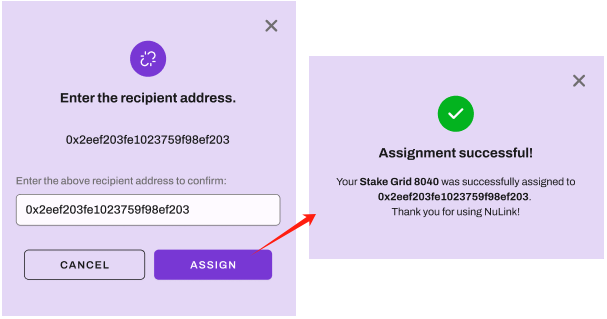 Enter the recipient address.
0x2eef203fe1023759f98ef203
Enter the above recipient address to confirm:
0x2eef203fe1023759f98ef203
CANCEL
ASSIGN
Assignment successful!
Your Stake Grid 8040 was successfully assigned to
0x2eef203fe1023759f98ef203.
Thank you for using NuLink!